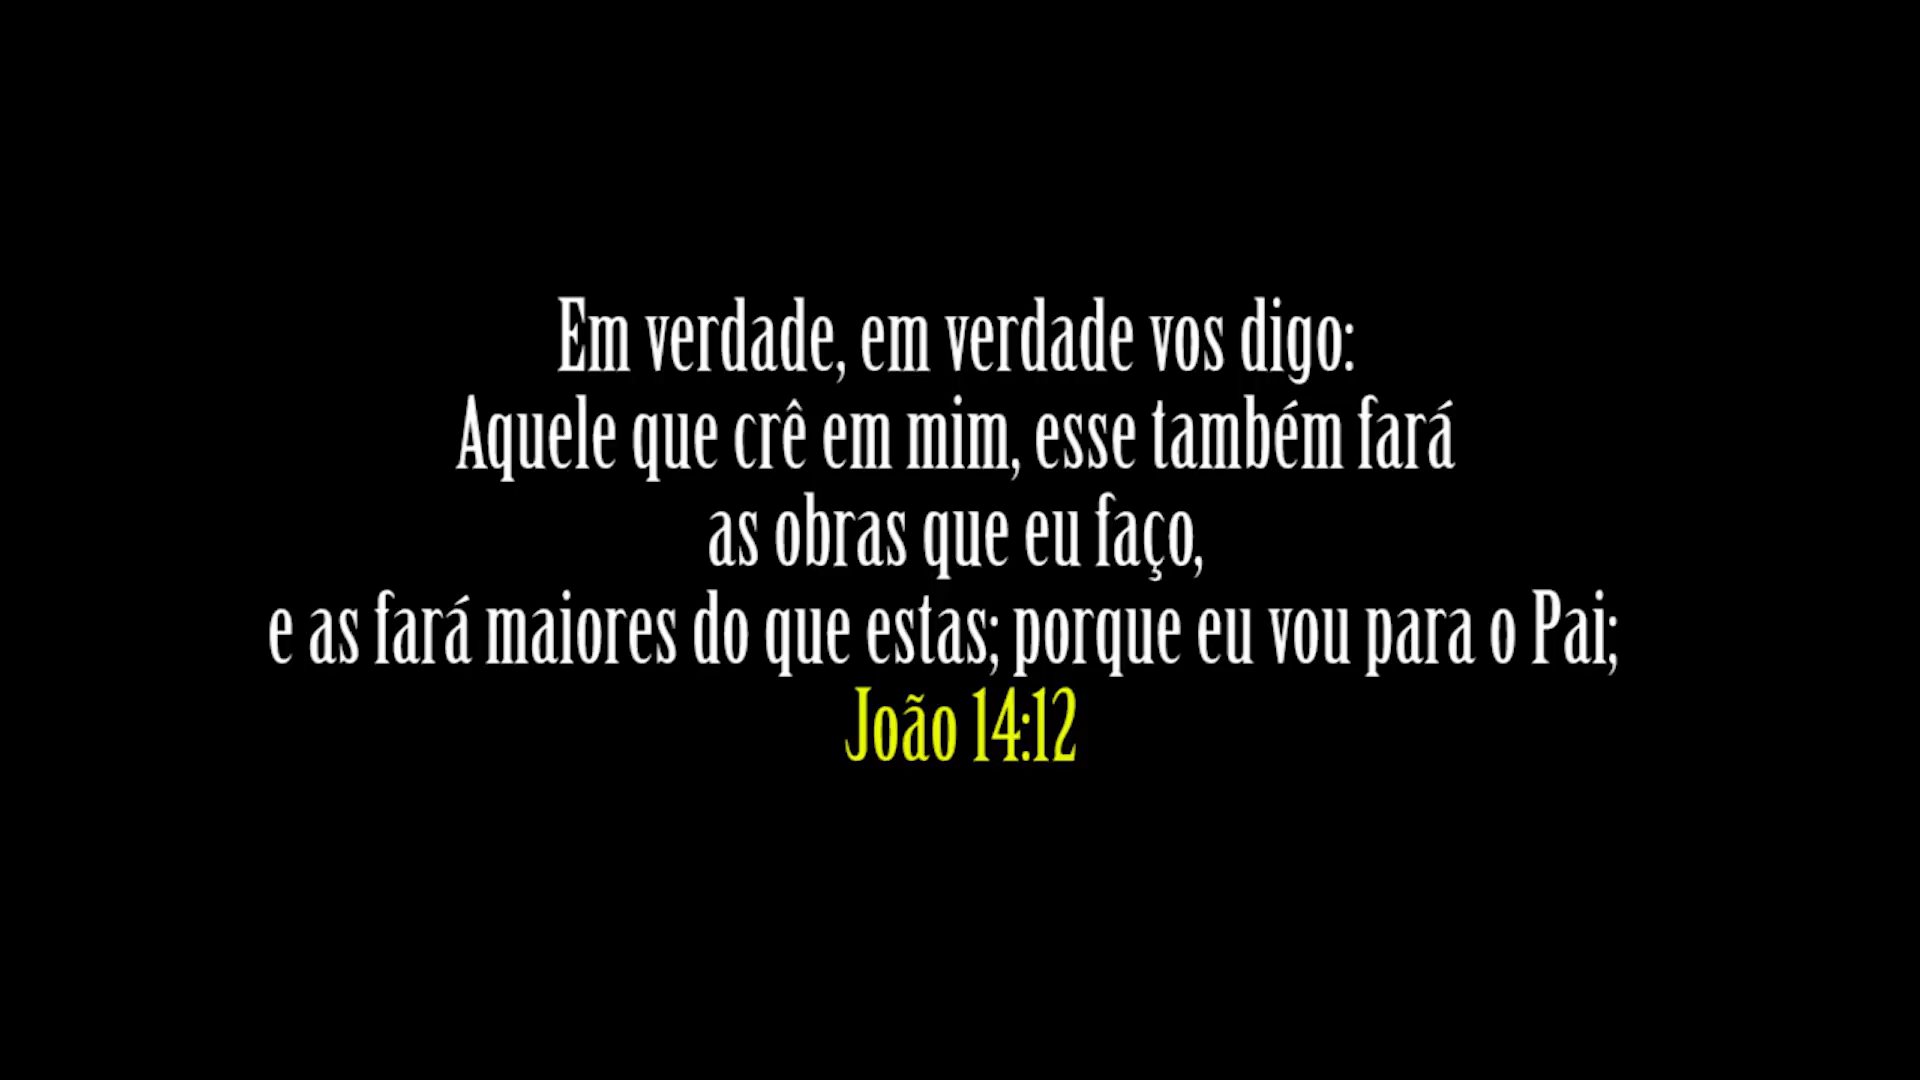 Em verdade, em verdade vos digo:
Aquele que crê em mim, esse também fará
as obras que eu faço,
e as fará maiores do que estas; porque eu vou para o Pai;
João 14:12